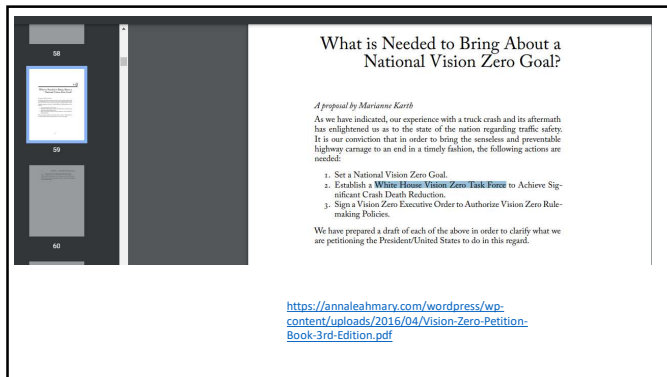 58
59
60
What is Needed to Bring About a
National Vision Zero Goal?
A proposal by Marianne Karth
As we have indicated, our experience with a truck crash and its aftermath
has enlightened us as to the state of the nation regarding traffic safety.
It is our conviction that in order to bring the senseless and preventable
highway carnage to an end in a timely fashion, the following actions are
needed:
1. Set a National Vision Zero Goal.
2. Establish a White House Vision Zero Task Force to Achieve Sig-
nificant Crash Death Reduction.
3. Sign a Vision Zero Executive Order to Authorize Vision Zero Rule-
making Policies.
We have prepared a draft of each of the above in order to clarify what we
are petitioning the President/United States to do in this regard.
https://annaleahmary.com/wordpress/wp-
content/uploads/2016/04/Vision-Zero-Petition-
Book-3rd-Edition.pdf